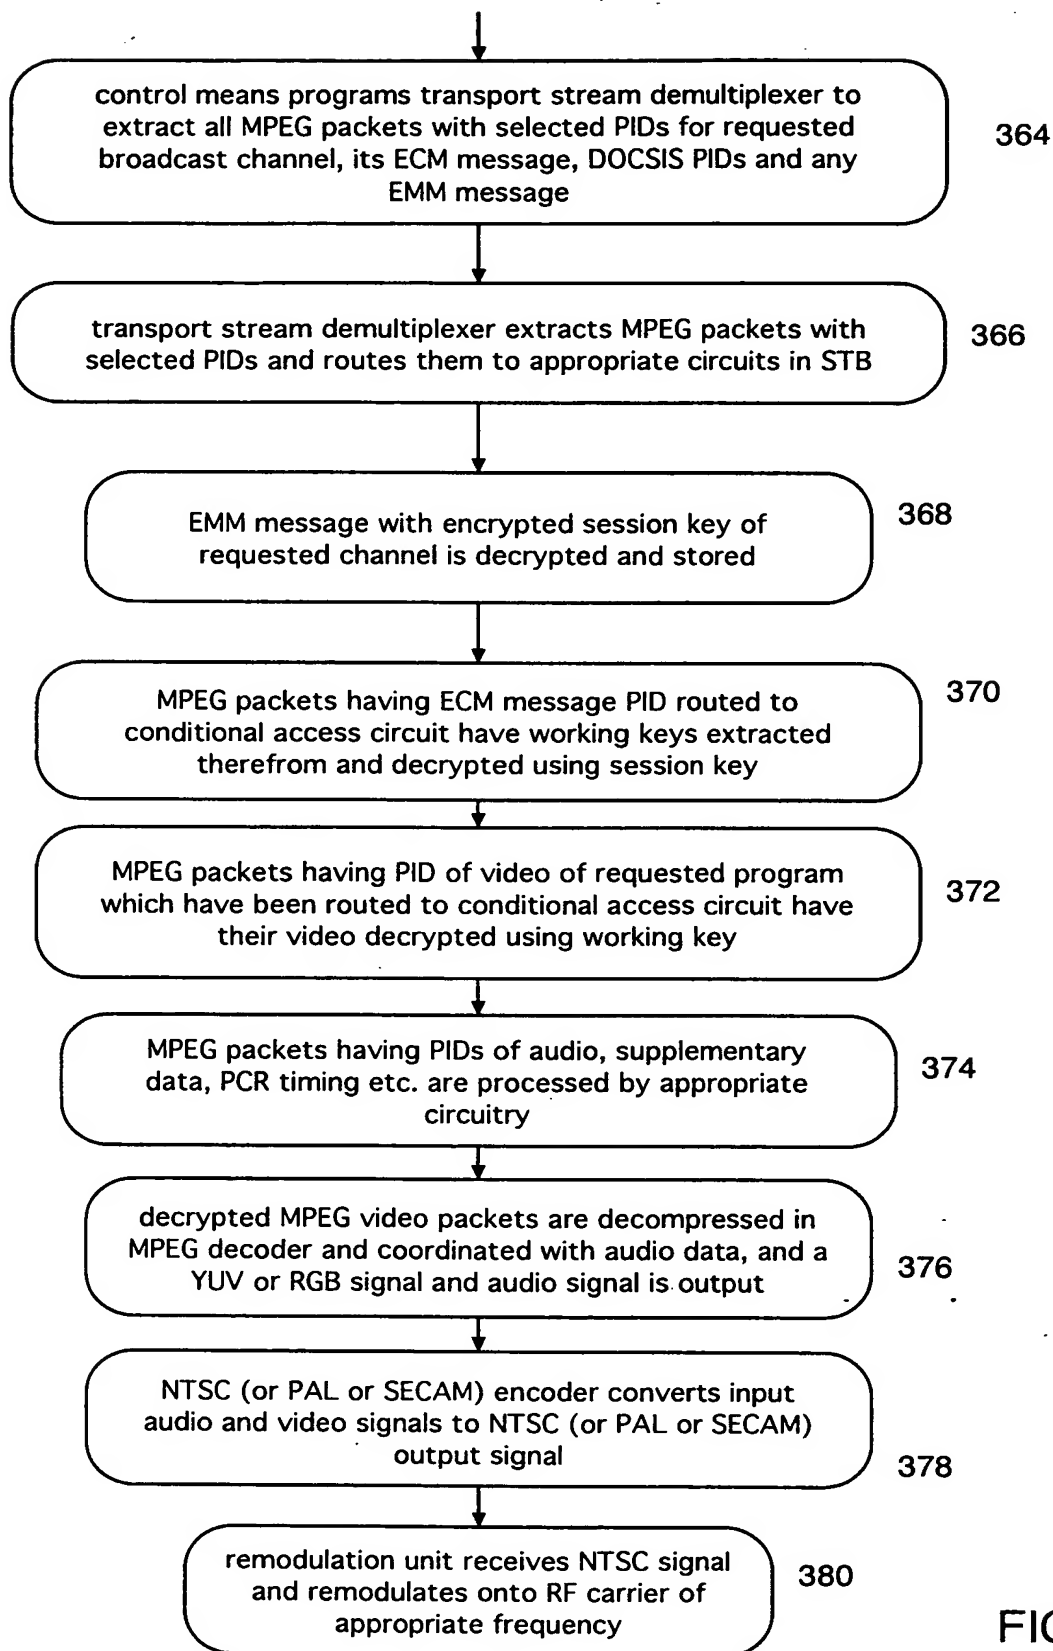 control means programs transport stream demultiplexer to
extract all MPEG packets with selected PIDs for requested
broadcast channel, its ECM message, DOCSIS PIDs and any
EMM message
364
transport stream demultiplexer extracts MPEG packets with
selected PIDs and routes them to appropriate circuits in STB
366
EMM message with encrypted session key of
requested channel is decrypted and stored
368
MPEG packets having ECM message PID routed to
conditional access circuit have working keys extracted
therefrom and decrypted using session key
370
MPEG packets having PID of video of requested program
which have been routed to conditional access circuit have
their video decrypted using working key
372
MPEG packets having PIDs of audio, supplementary
data, PCR timing etc. are processed by appropriate
circuitry
374
decrypted MPEG video packets are decompressed in
MPEG decoder and coordinated with audio data, and a
YUV or RGB signal and audio signal is output
376
NTSC (or PAL or SECAM) encoder converts input
audio and video signals to NTSC (or PAL or SECAM)
output signal
378
remodulation unit receives NTSC signal
and remodulates onto RF carrier of
appropriate frequency
380